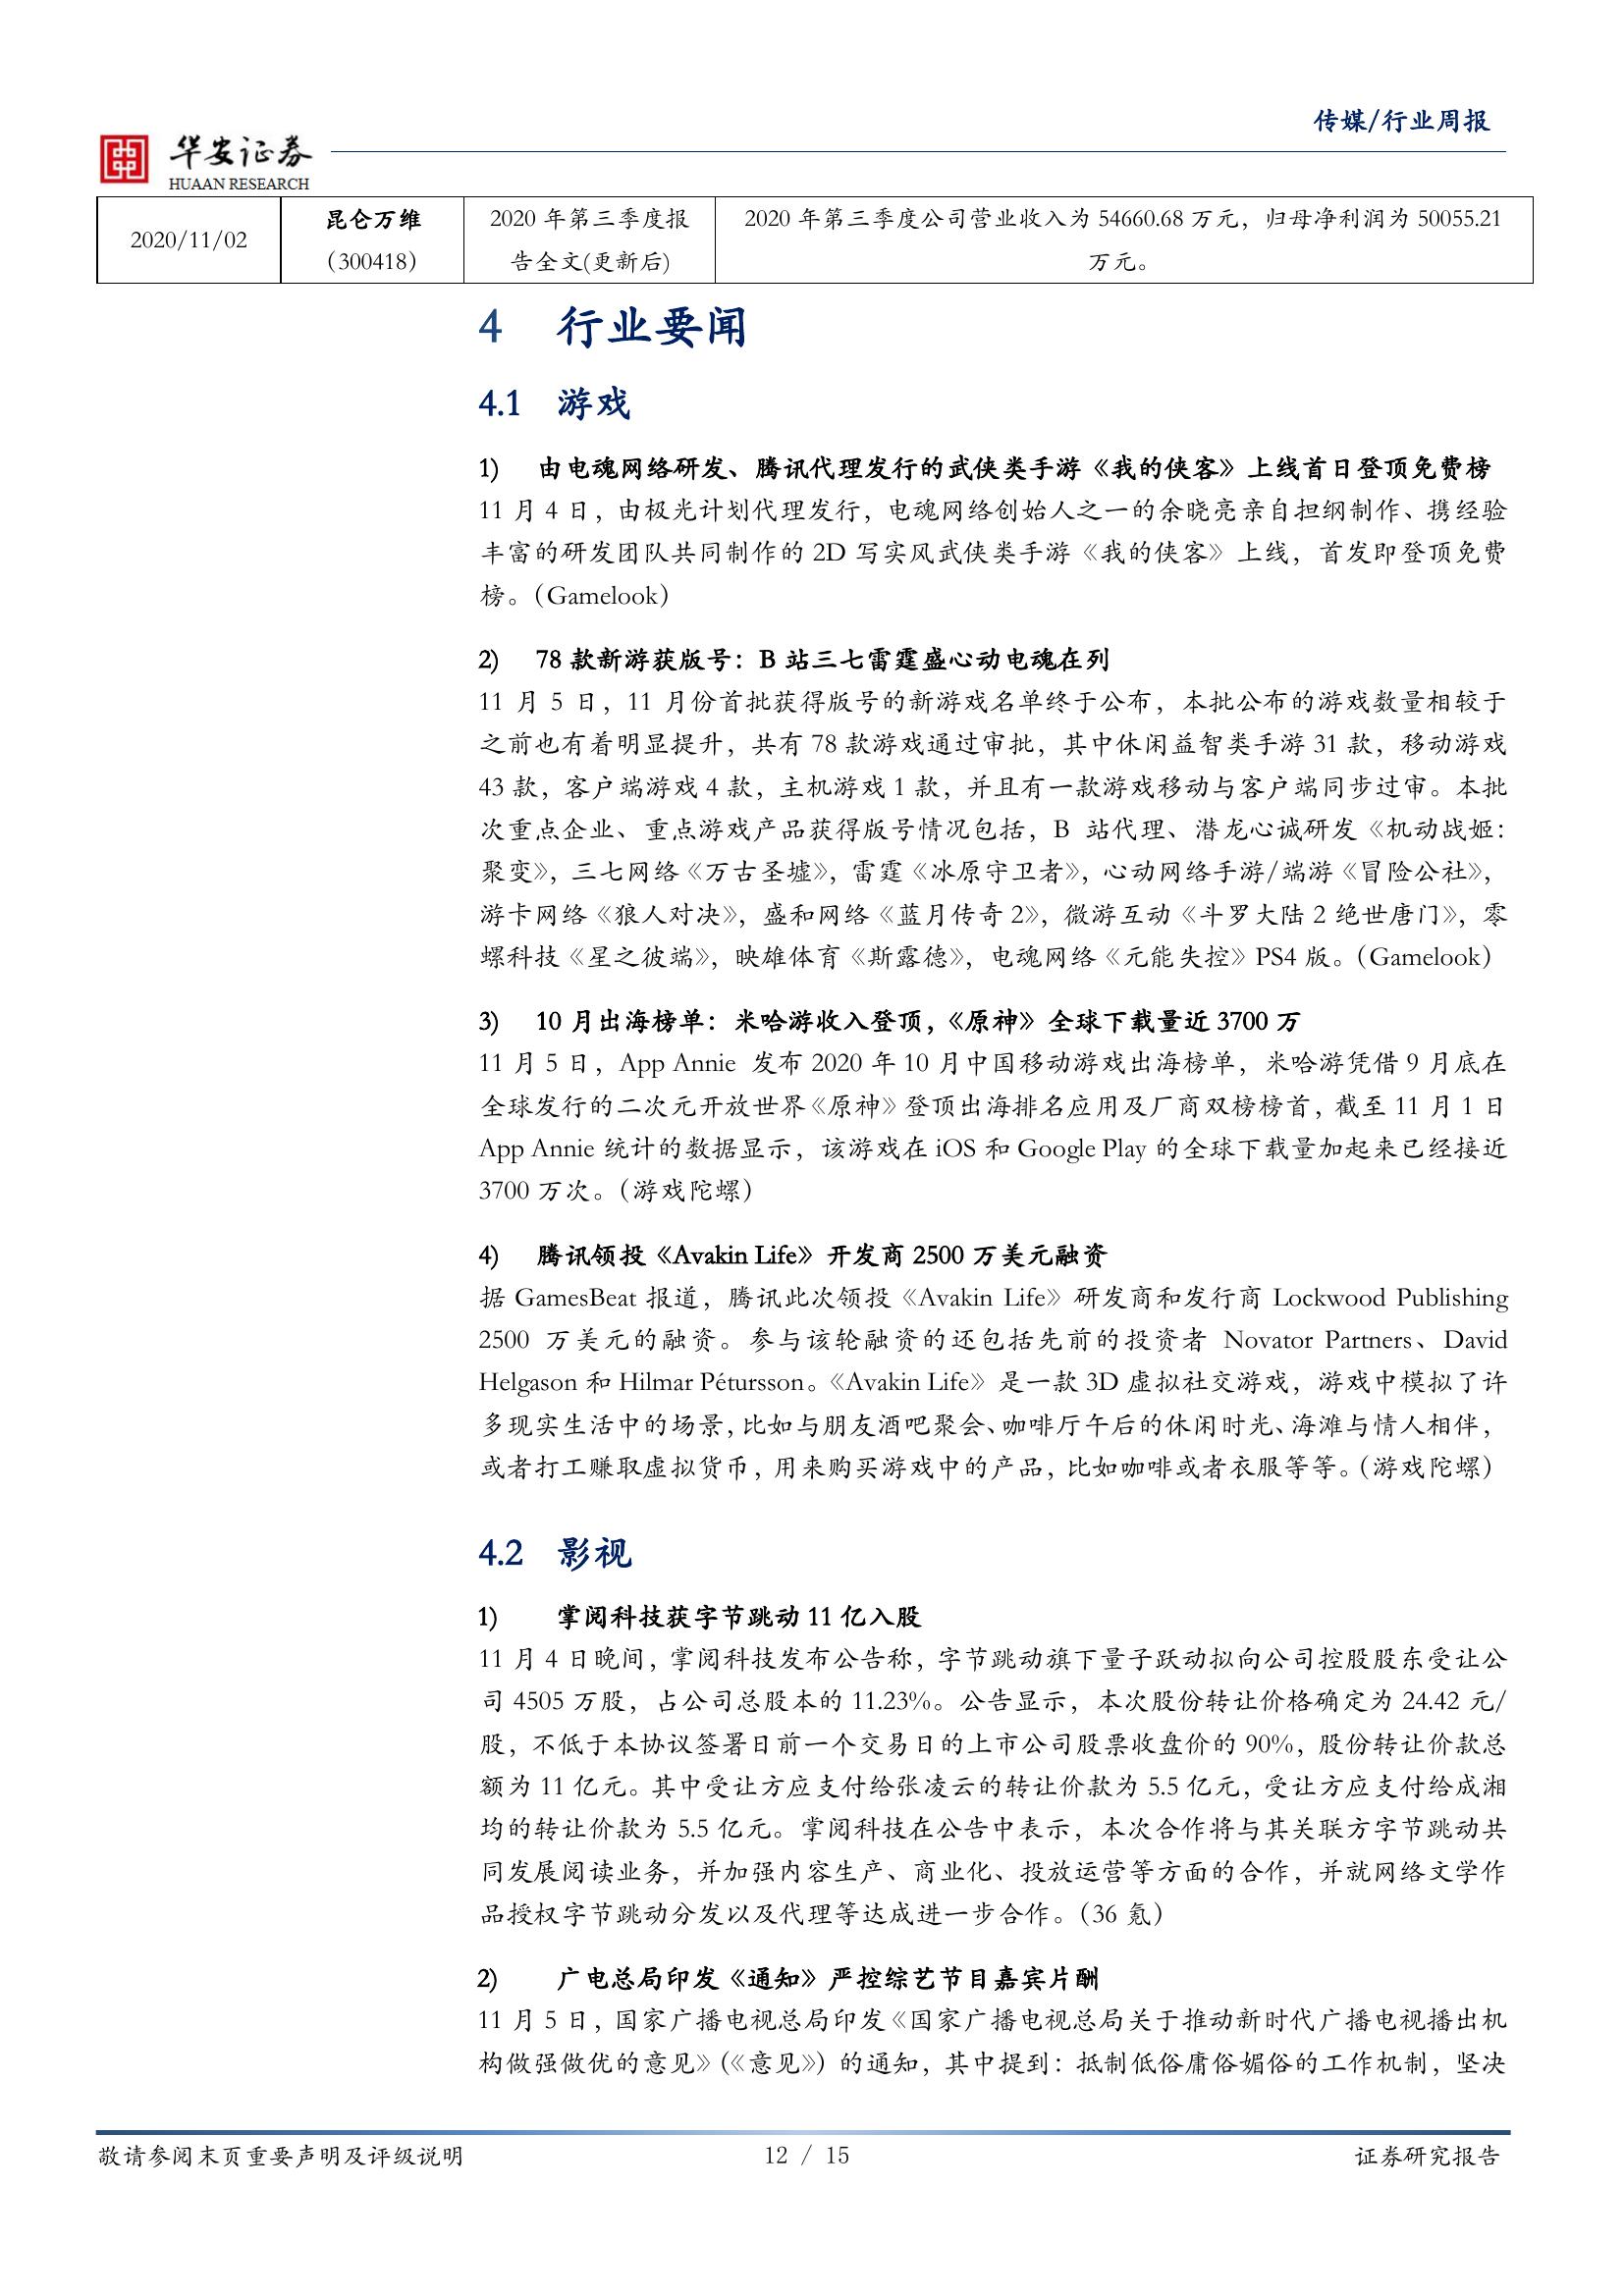 传媒/行业周报
华安证券
HUAAN RESEARCH
2020/11/02
昆仑万维
（300418）
2020 年第三季度报
告全文(更新后)
2020 年第三季度公司营业收入为 54660.68 万元，归母净利润为 50055.21
万元。
4 行业要闻
4.1 游戏
1) 由电魂网络研发、腾讯代理发行的武侠类手游《我的侠客》上线首日登顶免费榜
11 月 4 日，由极光计划代理发行，电魂网络创始人之一的余晓亮亲自担纲制作、携经验
丰富的研发团队共同制作的 2D 写实风武侠类手游《我的侠客》上线，首发即登顶免费
榜。（Gamelook）
2) 78 款新游获版号：B 站三七雷霆盛心动电魂在列
11 月 5 日，11 月份首批获得版号的新游戏名单终于公布，本批公布的游戏数量相较于
之前也有着明显提升，共有 78 款游戏通过审批，其中休闲益智类手游 31 款，移动游戏
43 款，客户端游戏 4 款，主机游戏 1 款，并且有一款游戏移动与客户端同步过审。本批
次重点企业、重点游戏产品获得版号情况包括，B 站代理、潜龙心诚研发《机动战姬：
聚变》，三七网络《万古圣墟》，雷霆《冰原守卫者》，心动网络手游/端游《冒险公社》，
游卡网络《狼人对决》，盛和网络《蓝月传奇 2》，微游互动《斗罗大陆 2 绝世唐门》，零
螺科技《星之彼端》，映雄体育《斯露德》，电魂网络《元能失控》PS4 版。（Gamelook）
3) 10 月出海榜单：米哈游收入登顶，《原神》全球下载量近 3700 万
11 月 5 日，App Annie 发布 2020 年 10 月中国移动游戏出海榜单，米哈游凭借 9 月底在
全球发行的二次元开放世界《原神》登顶出海排名应用及厂商双榜榜首，截至 11 月 1 日
App Annie 统计的数据显示，该游戏在 iOS 和 Google Play 的全球下载量加起来已经接近
3700 万次。（游戏陀螺）
4) 腾讯领投《Avakin Life》开发商 2500 万美元融资
据 GamesBeat 报道，腾讯此次领投《Avakin Life》研发商和发行商 Lockwood Publishing
2500 万美元的融资。参与该轮融资的还包括先前的投资者 Novator Partners、David
Helgason 和 Hilmar Pétursson。《Avakin Life》是一款 3D 虚拟社交游戏，游戏中模拟了许
多现实生活中的场景，比如与朋友酒吧聚会、咖啡厅午后的休闲时光、海滩与情人相伴，
或者打工赚取虚拟货币，用来购买游戏中的产品，比如咖啡或者衣服等等。（游戏陀螺）
4.2 影视
1) 掌阅科技获字节跳动 11 亿入股
11 月 4 日晚间，掌阅科技发布公告称，字节跳动旗下量子跃动拟向公司控股股东受让公
司 4505 万股，占公司总股本的 11.23%。公告显示，本次股份转让价格确定为 24.42 元/
股，不低于本协议签署日前一个交易日的上市公司股票收盘价的 90%，股份转让价款总
额为 11 亿元。其中受让方应支付给张凌云的转让价款为 5.5 亿元，受让方应支付给成湘
均的转让价款为 5.5 亿元。掌阅科技在公告中表示，本次合作将与其关联方字节跳动共
同发展阅读业务，并加强内容生产、商业化、投放运营等方面的合作，并就网络文学作
品授权字节跳动分发以及代理等达成进一步合作。（36 氪）
2) 广电总局印发《通知》严控综艺节目嘉宾片酬
11 月 5 日，国家广播电视总局印发《国家广播电视总局关于推动新时代广播电视播出机
构做强做优的意见》（《意见》）的通知，其中提到：抵制低俗庸俗媚俗的工作机制，坚决
敬请参阅末页重要声明及评级说明
12 / 15
证券研究报告